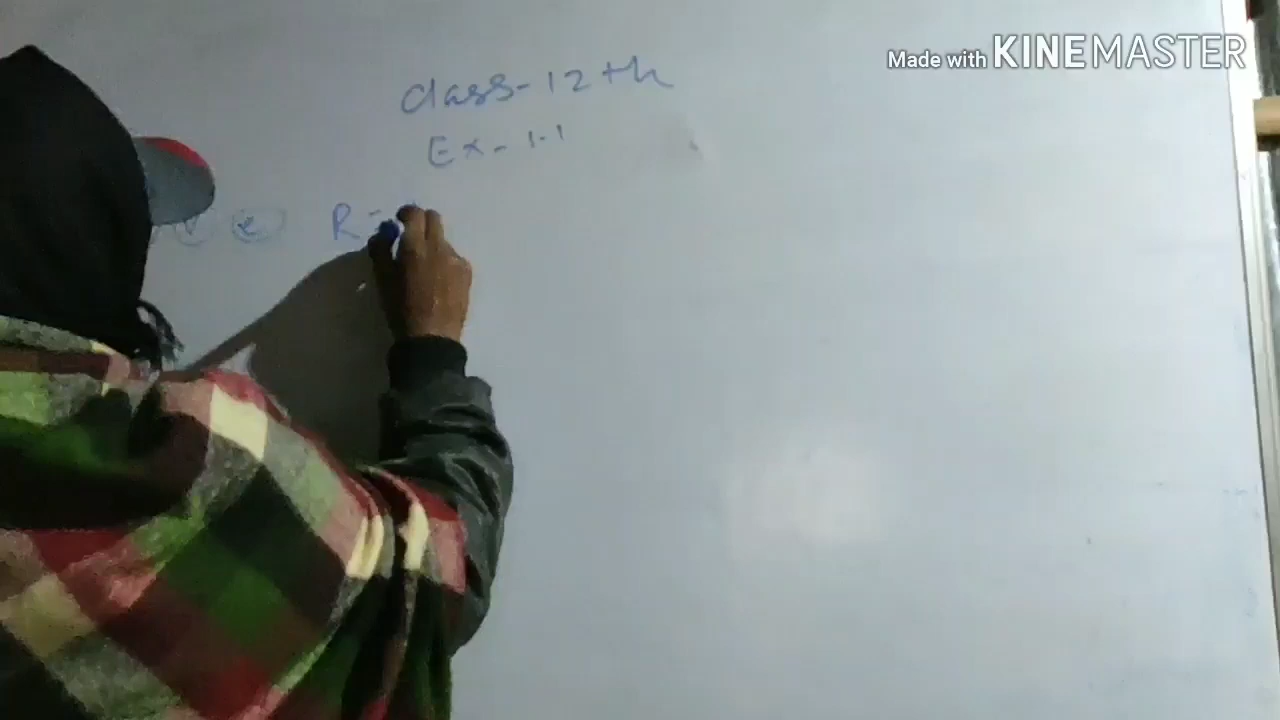 Made with KINEMASTER
Class-12th
Ex-1.1
(v) (e) R=